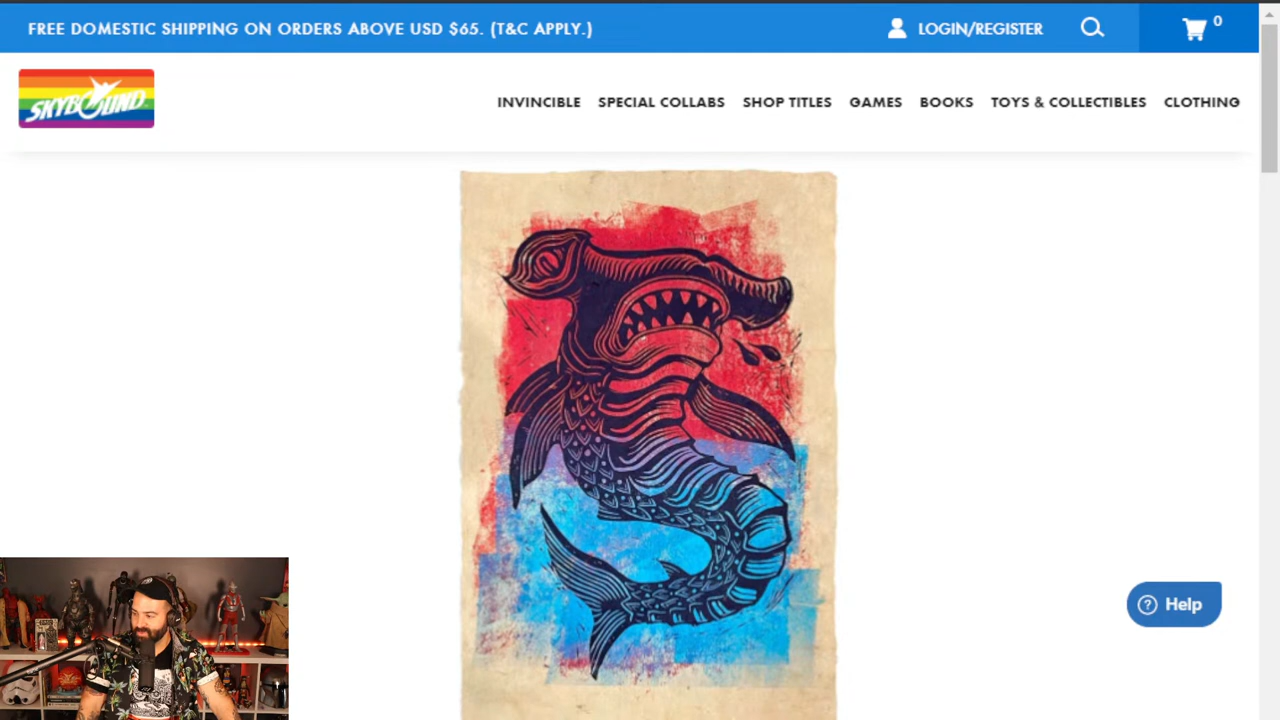 FREE DOMESTIC SHIPPING ON ORDERS ABOVE USD $65. (T&C APPLY.)
LOGIN/REGISTER
0
SKYBOUND
INVINCIBLE SPECIAL COLLABS SHOP TITLES GAMES BOOKS TOYS & COLLECTIBLES CLOTHING
? Help